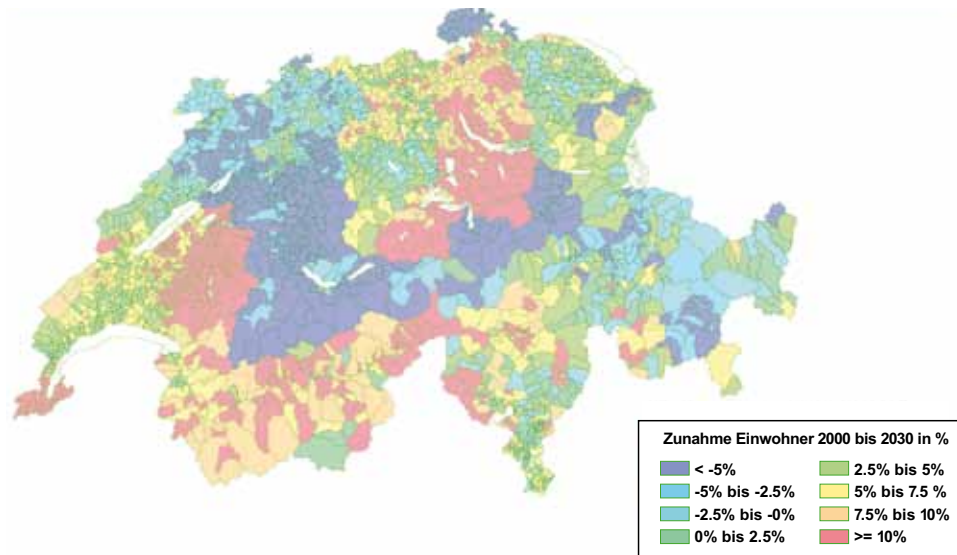 Zunahme Einwohner 2000 bis 2030 in %
< -5%
-5% bis -2.5%
-2.5% bis -0%
0% bis 2.5%
2.5% bis 5%
5% bis 7.5 %
7.5% bis 10%
>= 10%